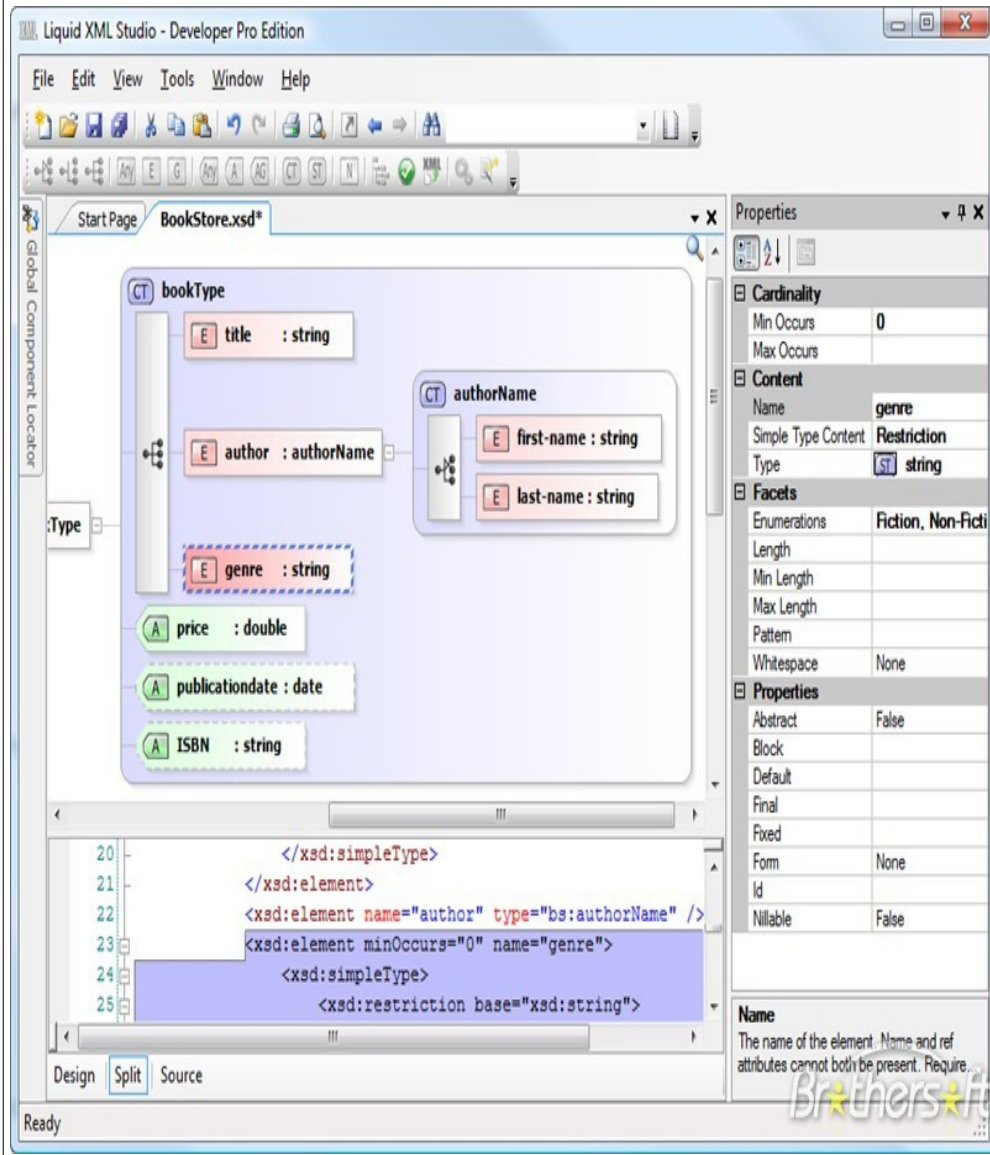 Liquid XML Studio - Developer Pro Edition
File Edit View Tools Window Help
Any E G Any A AG CT ST N XML
Global Component Locator
Start Page BookStore.xsd*
CT bookType
E title : string
CT authorName
E first-name : string
E author : authorName
E last-name : string
:Type
E genre : string
A price : double
A publicationdate : date
A ISBN : string
20 </xsd:simpleType>
21 </xsd:element>
22 <xsd:element name="author" type="bs:authorName" />
23 <xsd:element minOccurs="0" name="genre">
24 <xsd:simpleType>
25 <xsd:restriction base="xsd:string">
Design Split Source
Ready
Properties
Cardinality
Min Occurs 0
Max Occurs
Content
Name genre
Simple Type Content Restriction
Type ST string
Facets
Enumerations Fiction, Non-Ficti
Length
Min Length
Max Length
Pattern
Whitespace None
Properties
Abstract False
Block
Default
Final
Fixed
Form None
Id
Nillable False
Name
The name of the element. Name and ref
attributes cannot both be present. Require...
Brothersoft